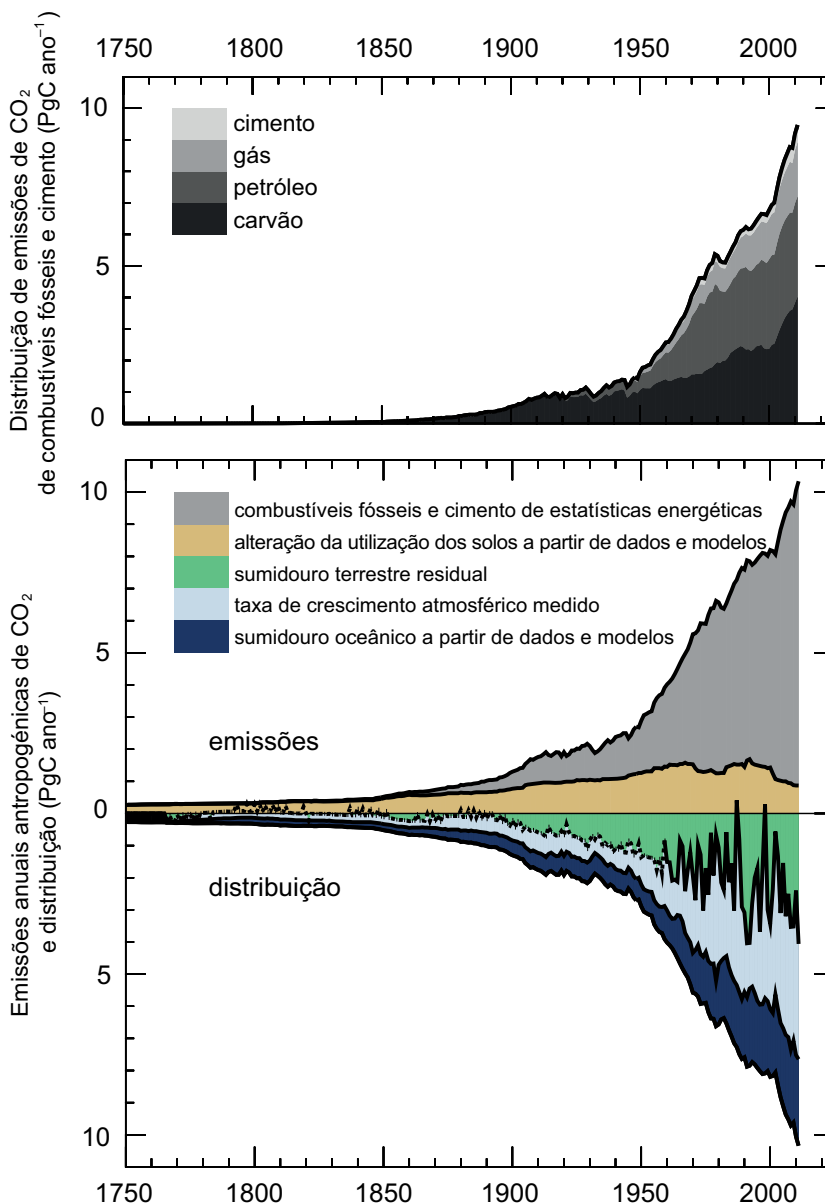 1750 1800 1850 1900 1950 2000
Distribuição de emissões de CO₂
de combustíveis fósseis e cimento (PgC ano⁻¹)
10
5
0
cimento
gás
petróleo
carvão
Emissões anuais antropogénicas de CO₂
e distribuição (PgC ano⁻¹)
10
5
0
5
10
combustíveis fósseis e cimento de estatísticas energéticas
alteração da utilização dos solos a partir de dados e modelos
sumidouro terrestre residual
taxa de crescimento atmosférico medido
sumidouro oceânico a partir de dados e modelos
emissões
distribuição
1750 1800 1850 1900 1950 2000